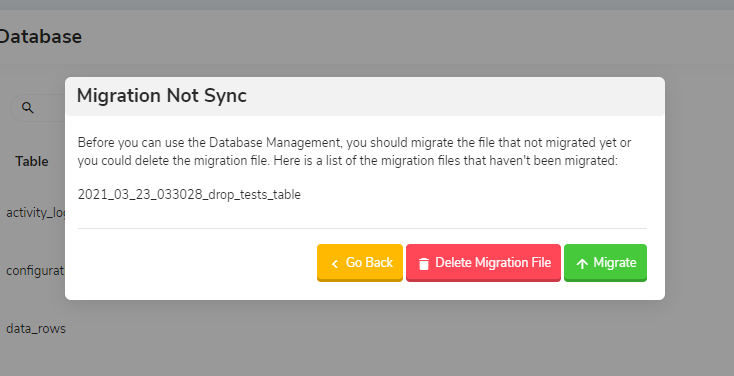 Database
Migration Not Sync
Before you can use the Database Management, you should migrate the file that not migrated yet or
you could delete the migration file. Here is a list of the migration files that haven't been migrated:
2021_03_23_033028_drop_tests_table
Go Back
Delete Migration File
Migrate
Table
activity_log
configurat
data_rows